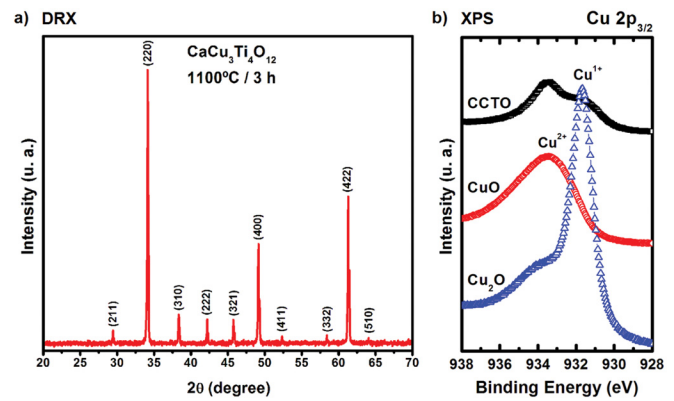 a) DRX
CaCu3Ti4O12
1100ºC / 3 h
(211)
(220)
(310)
(222)
(321)
(400)
(411)
(332)
(422)
(510)
Intensity (u. a.)
20 25 30 35 40 45 50 55 60 65 70
2θ (degree)
b) XPS Cu 2p3/2
Cu1+
CCTO
Cu2+
CuO
Cu2O
Intensity (u. a.)
938 936 934 932 930 928
Binding Energy (eV)